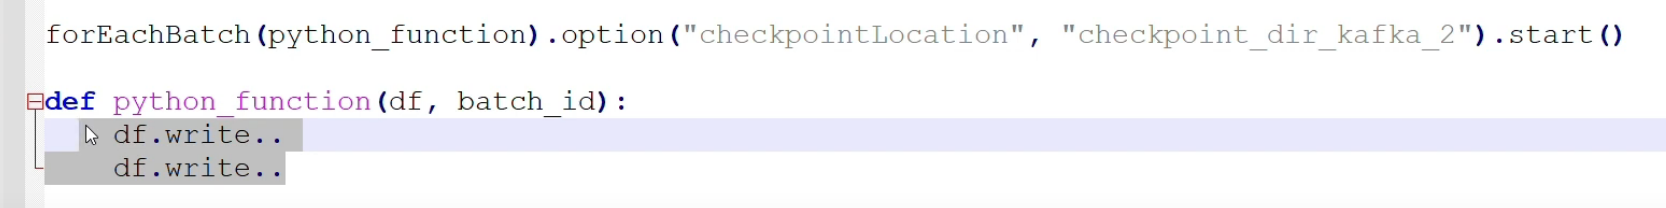 forEachBatch(python_function).option("checkpointLocation", "checkpoint_dir_kafka_2").start()
def python_function(df, batch_id):
df.write..
df.write..